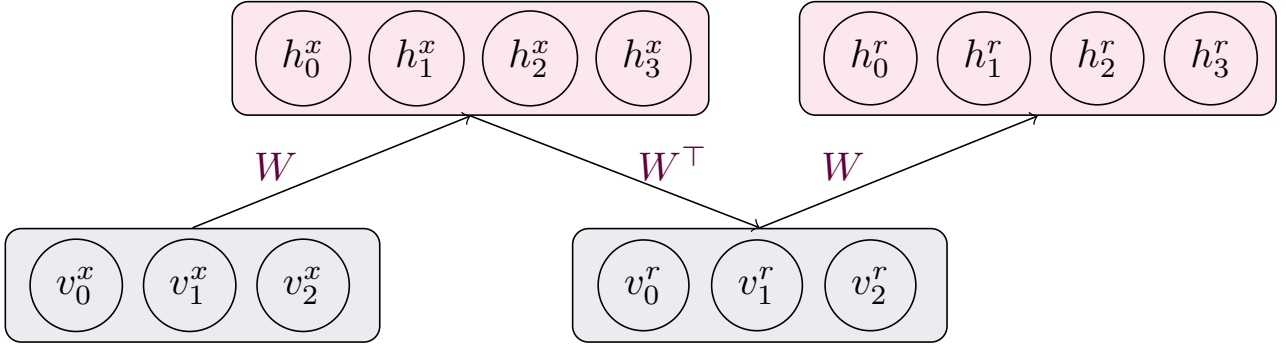 h_0^x h_1^x h_2^x h_3^x h_0^r h_1^r h_2^r h_3^r
W W^⊤ W
v_0^x v_1^x v_2^x v_0^r v_1^r v_2^r